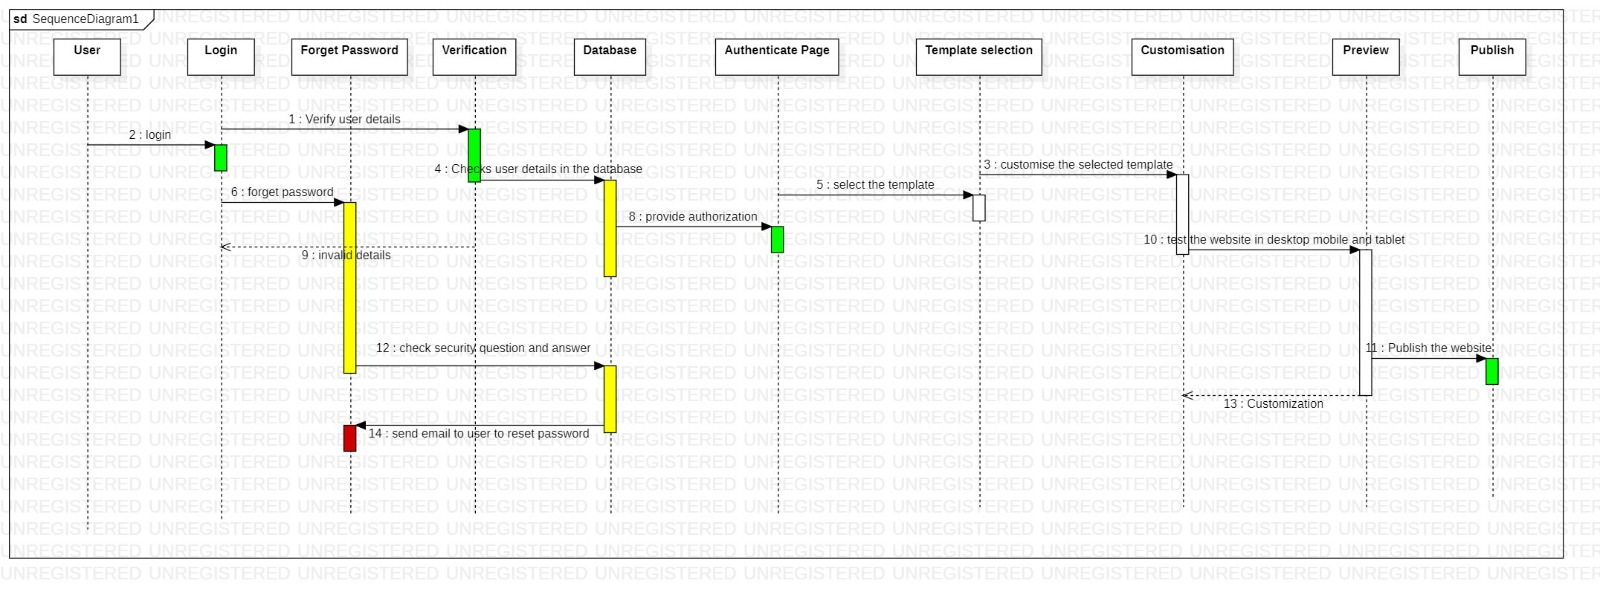 sd SequenceDiagram1
User
Login
Forget Password
Verification
Database
Authenticate Page
Template selection
Customisation
Preview
Publish
1 : Verify user details
2 : login
3 : customise the selected template
4 : Checks user details in the database
5 : select the template
6 : forget password
8 : provide authorization
10 : test the website in desktop mobile and tablet
9 : invalid details
12 : check security question and answer
11 : Publish the website
13 : Customization
14 : send email to user to reset password
UNREGISTERED UNREGISTERED UNREGISTERED UNREGISTERED UNREGISTERED UNREGISTERED UNREGISTERED UNREGISTERED UNREGISTERED UNREGISTERED